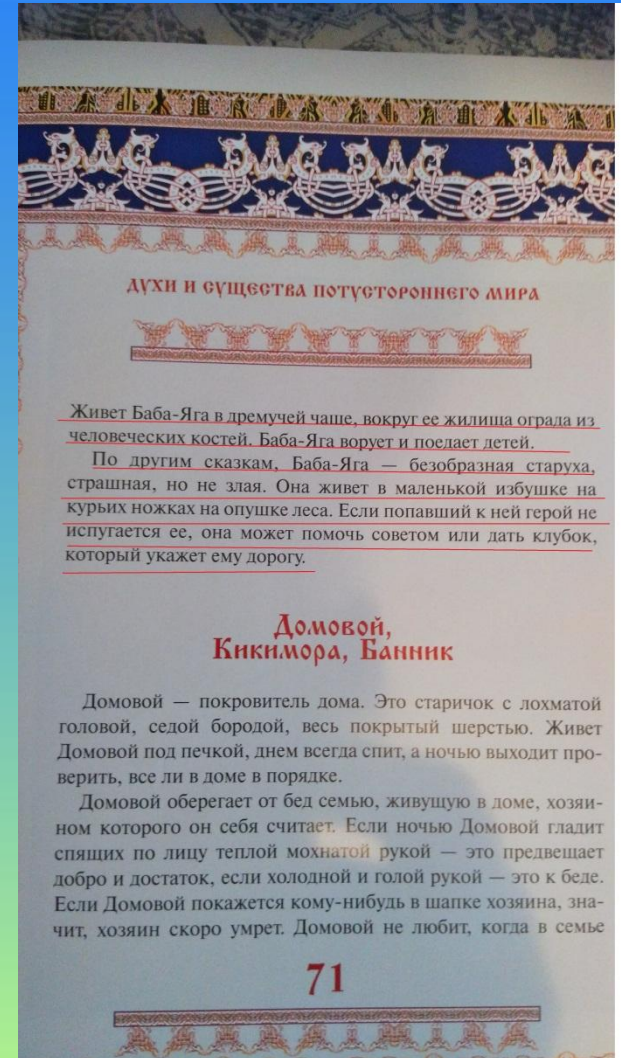 ДУХИ И СУЩЕСТВА ПОТУСТОРОННЕГО МИРА
Живет Баба-Яга в дремучей чаще, вокруг ее жилища ограда из
человеческих костей. Баба-Яга ворует и поедает детей.
По другим сказкам, Баба-Яга — безобразная старуха,
страшная, но не злая. Она живет в маленькой избушке на
курьих ножках на опушке леса. Если попавший к ней герой не
испугается ее, она может помочь советом или дать клубок,
который укажет ему дорогу.
Домовой,
Кикимора, Банник
Домовой — покровитель дома. Это старичок с лохматой
головой, седой бородой, весь покрытый шерстью. Живет
Домовой под печкой, днем всегда спит, а ночью выходит про-
верить, все ли в доме в порядке.
Домовой оберегает от бед семью, живущую в доме, хозяи-
ном которого он себя считает. Если ночью Домовой гладит
спящих по лицу теплой мохнатой рукой — это предвещает
добро и достаток, если холодной и голой рукой — это к беде.
Если Домовой покажется кому-нибудь в шапке хозяина, зна-
чит, хозяин скоро умрет. Домовой не любит, когда в семье
71